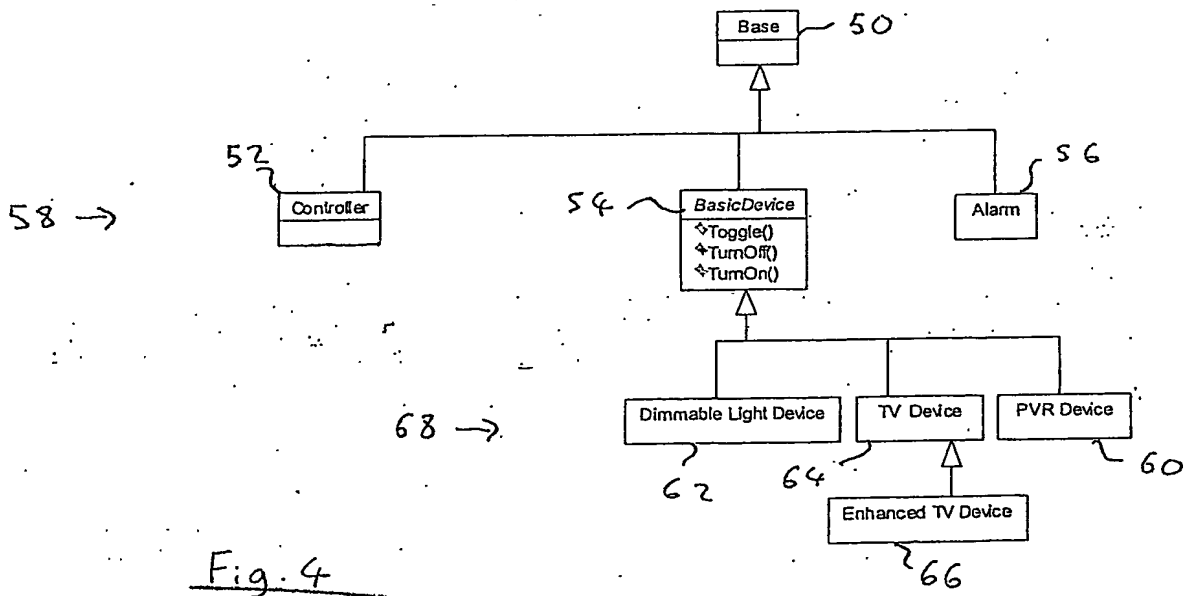 Base
50
52
Controller
58 →
54
BasicDevice
Toggle()
TurnOff()
TurnOn()
56
Alarm
68 →
Dimmable Light Device
62
TV Device
64
PVR Device
60
Enhanced TV Device
66
Fig. 4